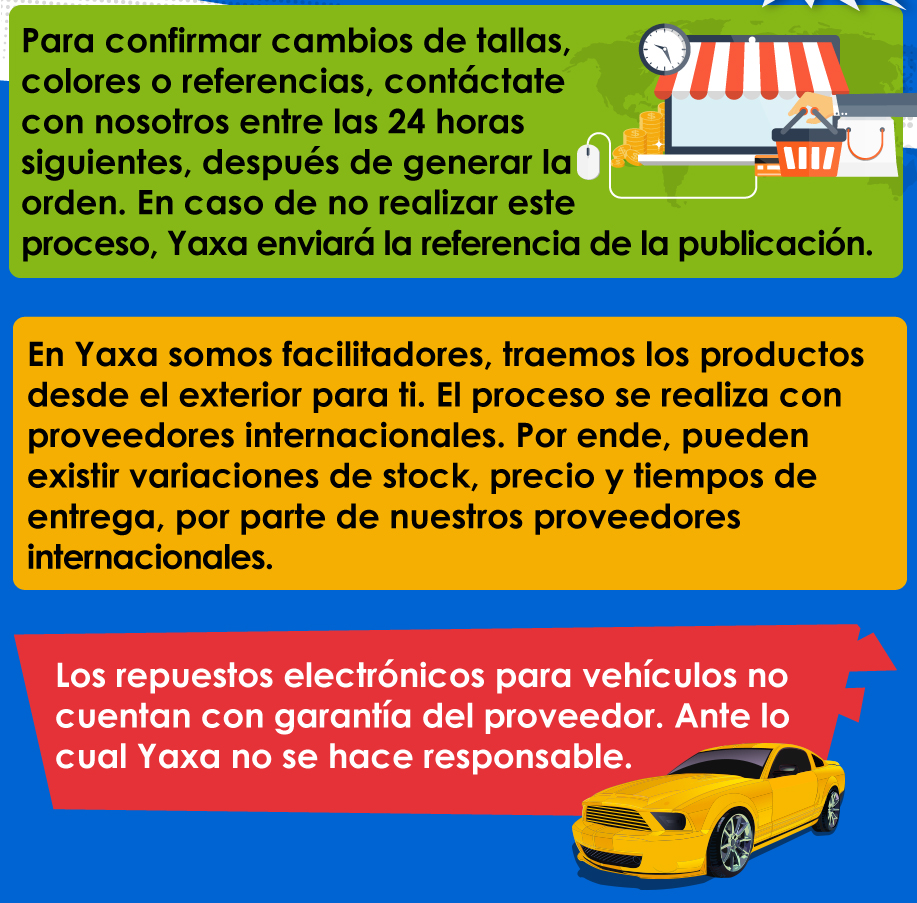 Para confirmar cambios de tallas,
colores o referencias, contáctate
con nosotros entre las 24 horas
siguientes, después de generar la
orden. En caso de no realizar este
proceso, Yaxa enviará la referencia de la publicación.
En Yaxa somos facilitadores, traemos los productos
desde el exterior para ti. El proceso se realiza con
proveedores internacionales. Por ende, pueden
existir variaciones de stock, precio y tiempos de
entrega, por parte de nuestros proveedores
internacionales.
Los repuestos electrónicos para vehículos no
cuentan con garantía del proveedor. Ante lo
cual Yaxa no se hace responsable.